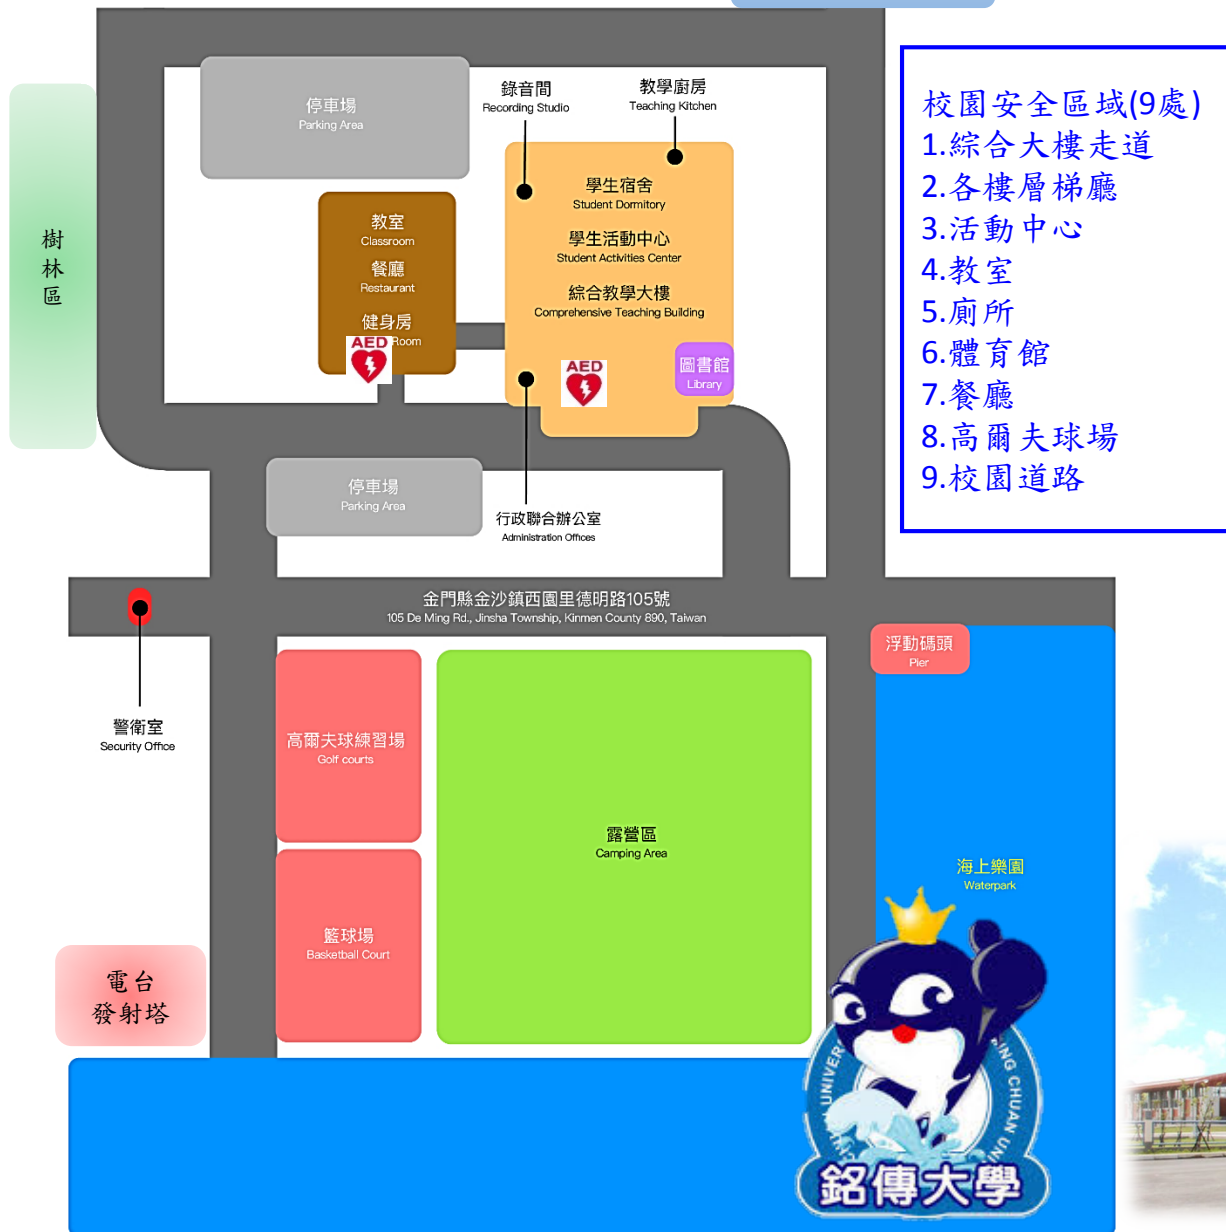 校園安全區域(9處)
1.綜合大樓走道
2.各樓層梯廳
3.活動中心
4.教室
5.廁所
6.體育館
7.餐廳
8.高爾夫球場
9.校園道路
停車場
Parking Area
錄音間
Recording Studio
教學廚房
Teaching Kitchen
樹
林
區
教室
Classroom
餐廳
Restaurant
健身房
Room
AED
學生宿舍
Student Dormitory
學生活動中心
Student Activities Center
綜合教學大樓
Comprehensive Teaching Building
AED
圖書館
Library
停車場
Parking Area
行政聯合辦公室
Administration Offices
金門縣金沙鎮西園里德明路105號
105 De Ming Rd., Jinsha Township, Kinmen County 890, Taiwan
警衛室
Security Office
浮動碼頭
Pier
高爾夫球練習場
Golf courts
露營區
Camping Area
海上樂園
Waterpark
籃球場
Basketball Court
電台
發射塔
CHUAN
銘傳大學